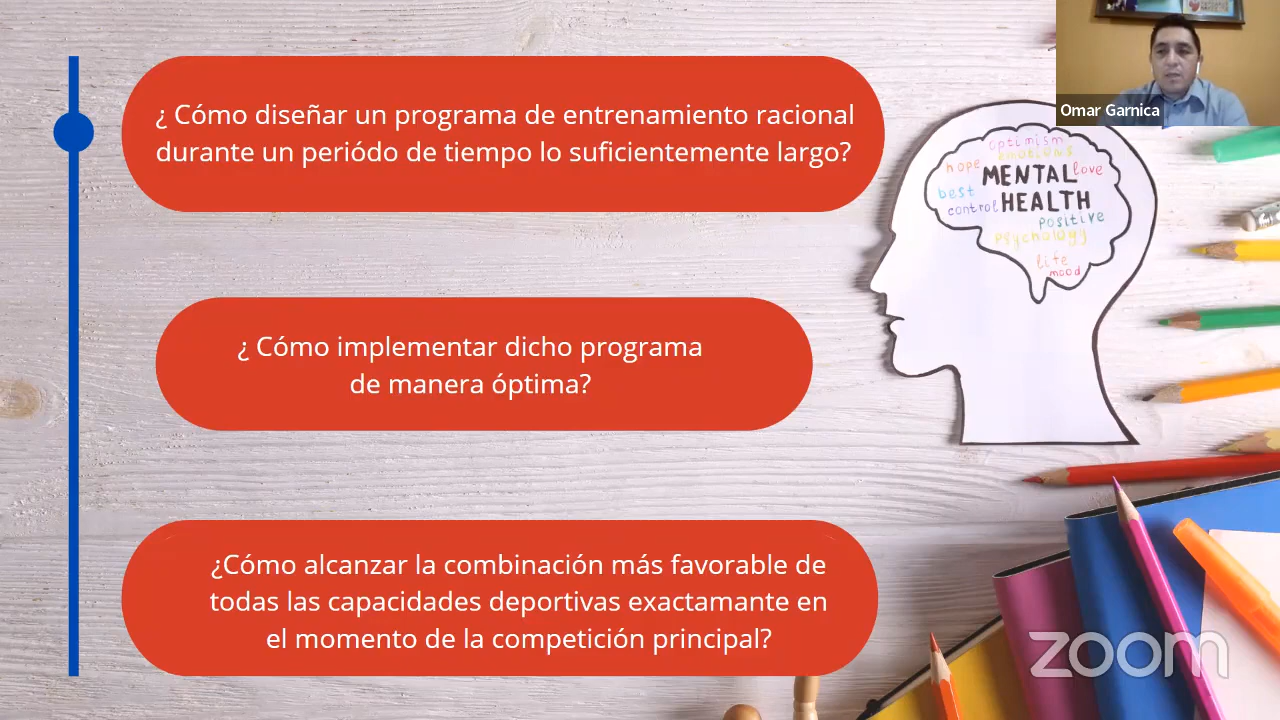 ¿ Cómo diseñar un programa de entrenamiento racional
durante un periòdo de tiempo lo suficientemente largo?
¿ Cómo implementar dicho programa
de manera óptima?
¿Cómo alcanzar la combinación más favorable de
todas las capacidades deportivas exactamante en
el momento de la competición principal?
Omar Garnica
optimism
emotions
hope
MENTAL
love
best
control
HEALTH
positive
psychology
life
mood
zoom